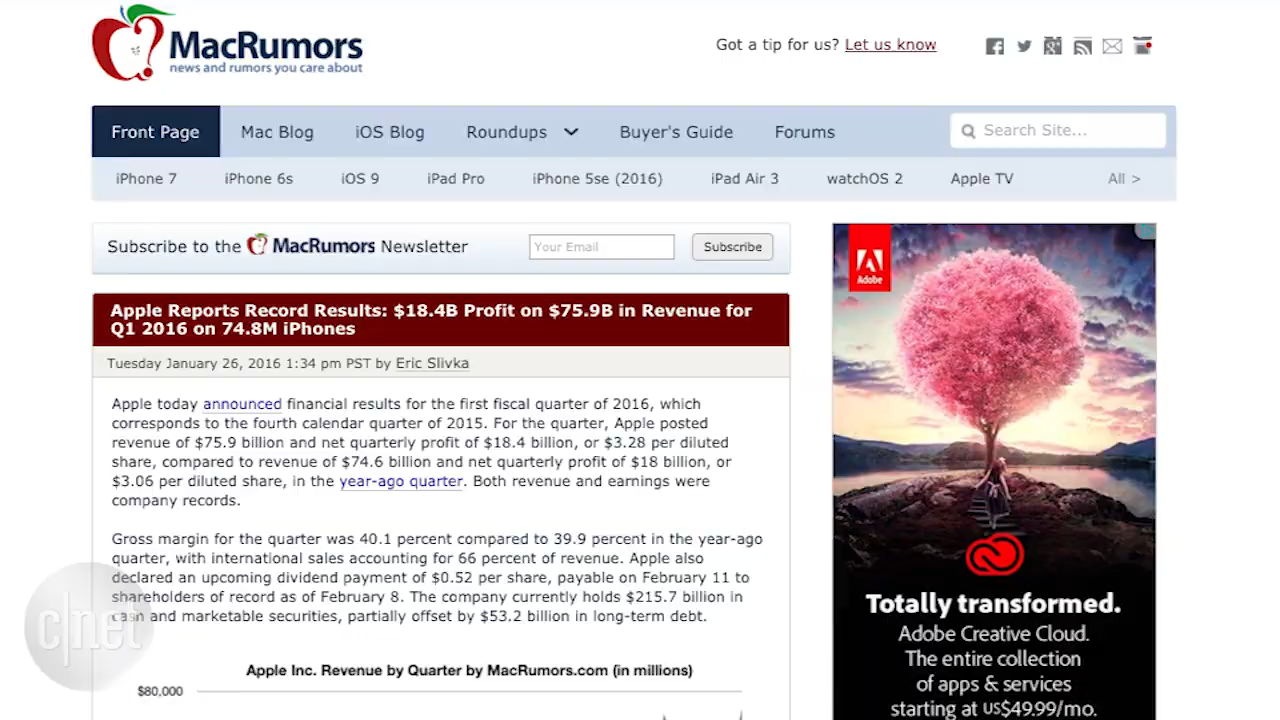 MacRumors
news and rumors you care about
Got a tip for us? Let us know
Front Page Mac Blog iOS Blog Roundups Buyer's Guide Forums Search Site...
iPhone 7 iPhone 6s iOS 9 iPad Pro iPhone 5se (2016) iPad Air 3 watchOS 2 Apple TV All >
Subscribe to the MacRumors Newsletter Your Email Subscribe
Apple Reports Record Results: $18.4B Profit on $75.9B in Revenue for
Q1 2016 on 74.8M iPhones
Tuesday January 26, 2016 1:34 pm PST by Eric Slivka
Apple today announced financial results for the first fiscal quarter of 2016, which
corresponds to the fourth calendar quarter of 2015. For the quarter, Apple posted
revenue of $75.9 billion and net quarterly profit of $18.4 billion, or $3.28 per diluted
share, compared to revenue of $74.6 billion and net quarterly profit of $18 billion, or
$3.06 per diluted share, in the year-ago quarter. Both revenue and earnings were
company records.
Gross margin for the quarter was 40.1 percent compared to 39.9 percent in the year-ago
quarter, with international sales accounting for 66 percent of revenue. Apple also
declared an upcoming dividend payment of $0.52 per share, payable on February 11 to
shareholders of record as of February 8. The company currently holds $215.7 billion in
cash and marketable securities, partially offset by $53.2 billion in long-term debt.
Apple Inc. Revenue by Quarter by MacRumors.com (in millions)
$80,000
Adobe
Totally transformed.
Adobe Creative Cloud.
The entire collection
of apps & services
starting at US$49.99/mo.
c|net